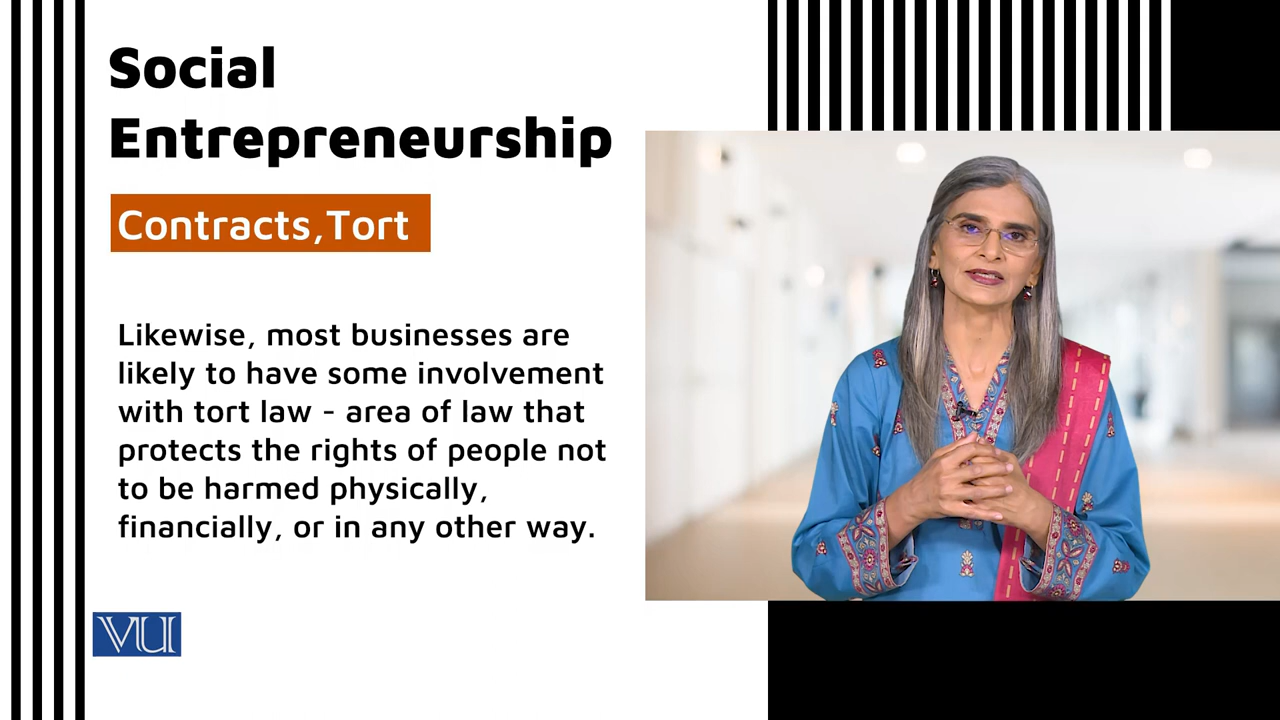 Social
Entrepreneurship
Contracts,Tort
Likewise, most businesses are
likely to have some involvement
with tort law - area of law that
protects the rights of people not
to be harmed physically,
financially, or in any other way.
VU